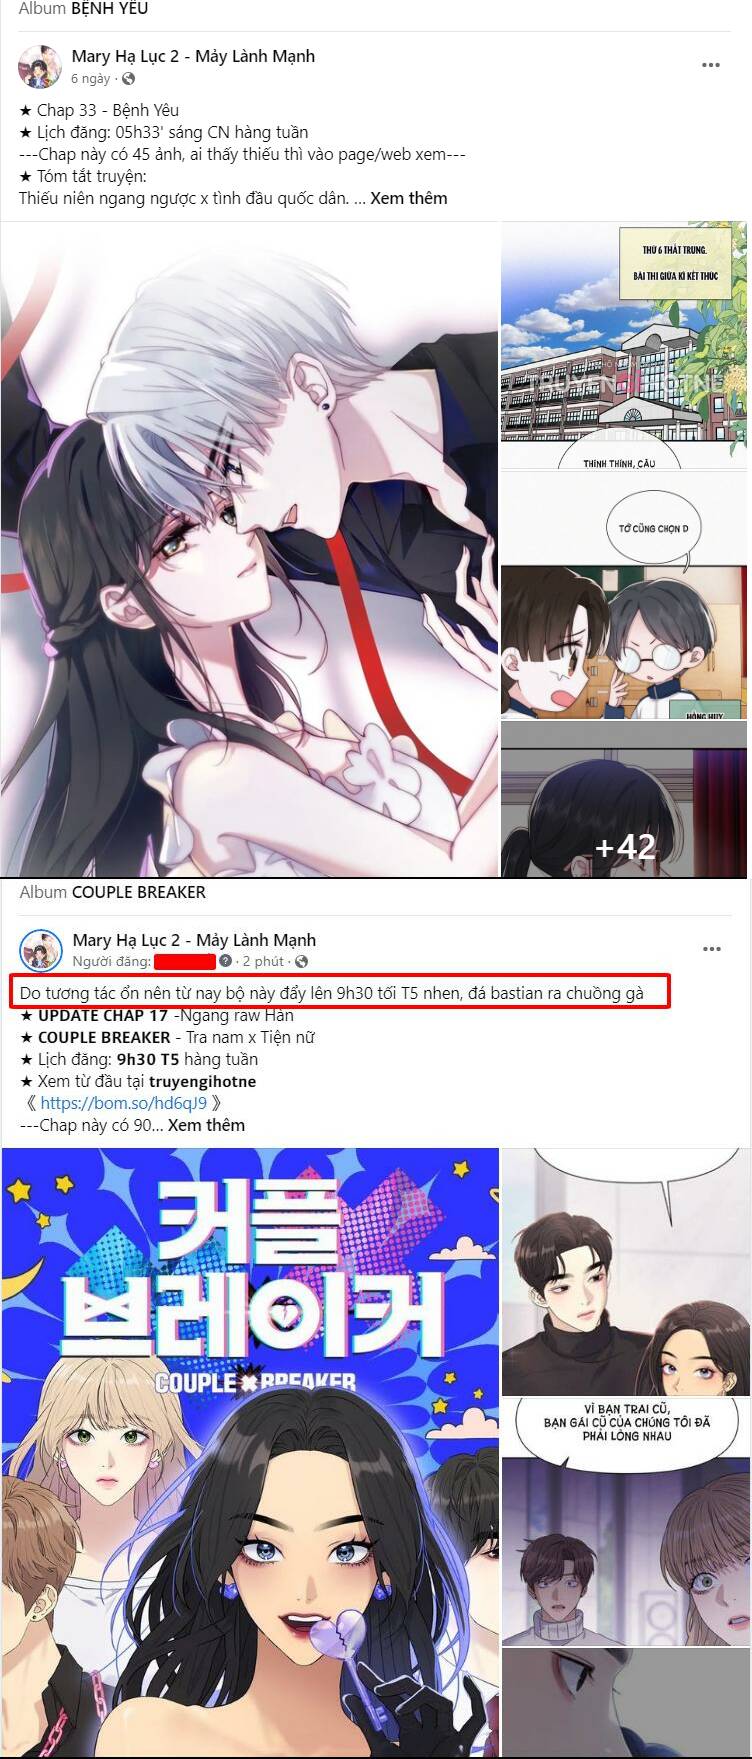 Album BỆNH YÊU
Mary Hạ Lục 2 - Mảy Lành Mạnh
6 ngày ·
★ Chap 33 - Bệnh Yêu
★ Lịch đăng: 05h33' sáng CN hàng tuần
---Chap này có 45 ảnh, ai thấy thiếu thì vào page/web xem---
★ Tóm tắt truyện:
Thiếu niên ngang ngược x tình đầu quốc dân. ... Xem thêm
THỨ 6 THẤT TRUNG.
BÀI THI GIỮA KÌ KẾT THÚC
THÍNH THÍNH, CẬU
TỚ CŨNG CHỌN D
HỒNG HUY
+42
Album COUPLE BREAKER
Mary Hạ Lục 2 - Mảy Lành Mạnh
Người đăng: · 2 phút ·
Do tương tác ổn nên từ nay bộ này đẩy lên 9h30 tối T5 nhen, đá bastian ra chuồng gà
★ UPDATE CHAP 17 -Ngang raw Hàn
★ COUPLE BREAKER - Tra nam x Tiện nữ
★ Lịch đăng: 9h30 T5 hàng tuần
★ Xem từ đầu tại truyengihotne
《 https://bom.so/hd6qJ9 》
---Chap này có 90... Xem thêm
커플
브레이커
COUPLE BREAKER
VÌ BẠN TRAI CŨ,
BẠN GÁI CŨ CỦA CHÚNG TÔI ĐÃ
PHẢI LÒNG NHAU